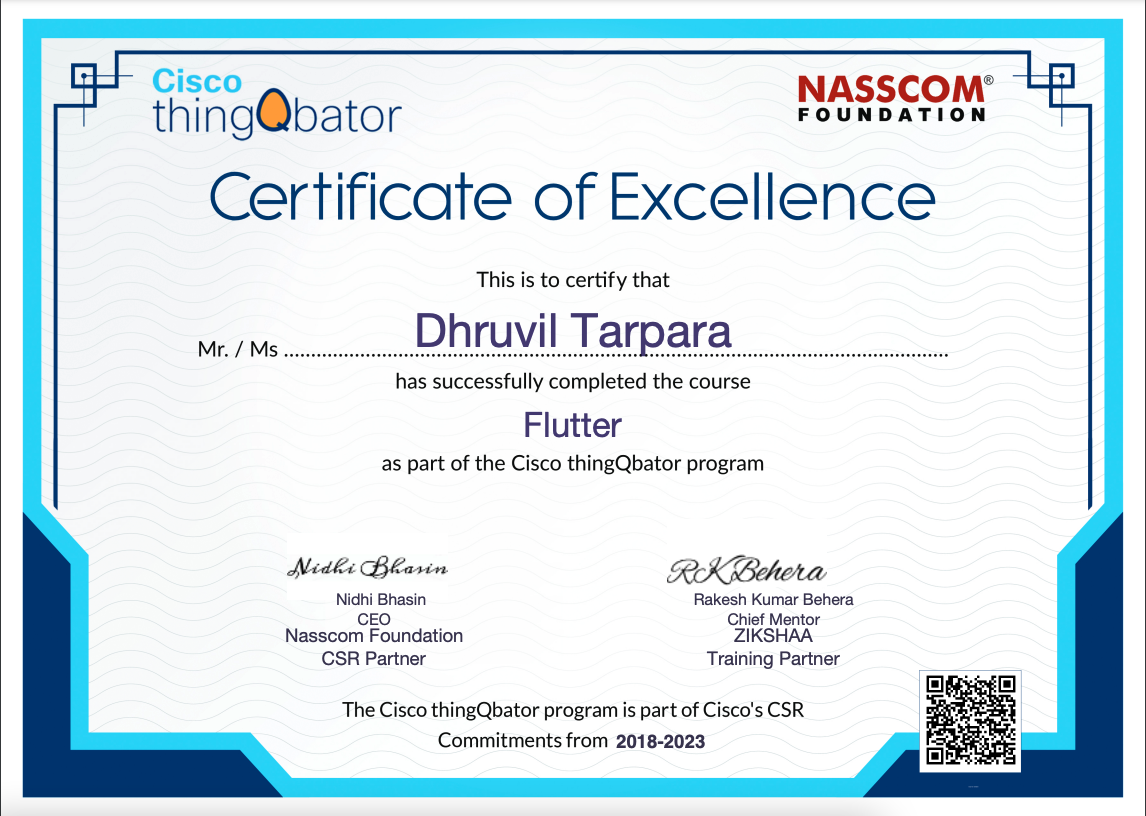 Cisco
thingQbator
NASSCOM®
FOUNDATION
Certificate of Excellence
This is to certify that
Dhruvil Tarpara
Mr. / Ms ........................................................................
has successfully completed the course
Flutter
as part of the Cisco thingQbator program
Nidhi Bhasin
Nidhi Bhasin
CEO
Nasscom Foundation
CSR Partner
RKBehera
Rakesh Kumar Behera
Chief Mentor
ZIKSHAA
Training Partner
The Cisco thingQbator program is part of Cisco's CSR
Commitments from 2018-2023